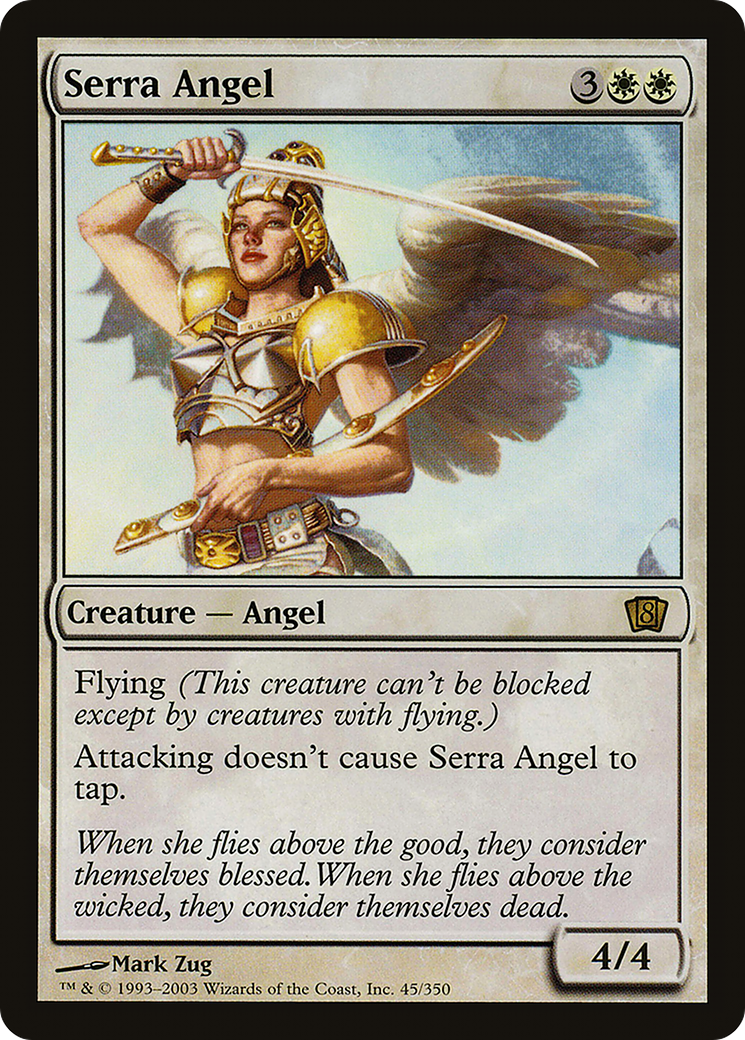 Serra Angel 3
Creature — Angel 8
Flying (This creature can't be blocked
except by creatures with flying.)
Attacking doesn't cause Serra Angel to
tap.
When she flies above the good, they consider
themselves blessed. When she flies above the
wicked, they consider themselves dead.
4/4
Mark Zug
™ & © 1993–2003 Wizards of the Coast, Inc. 45/350